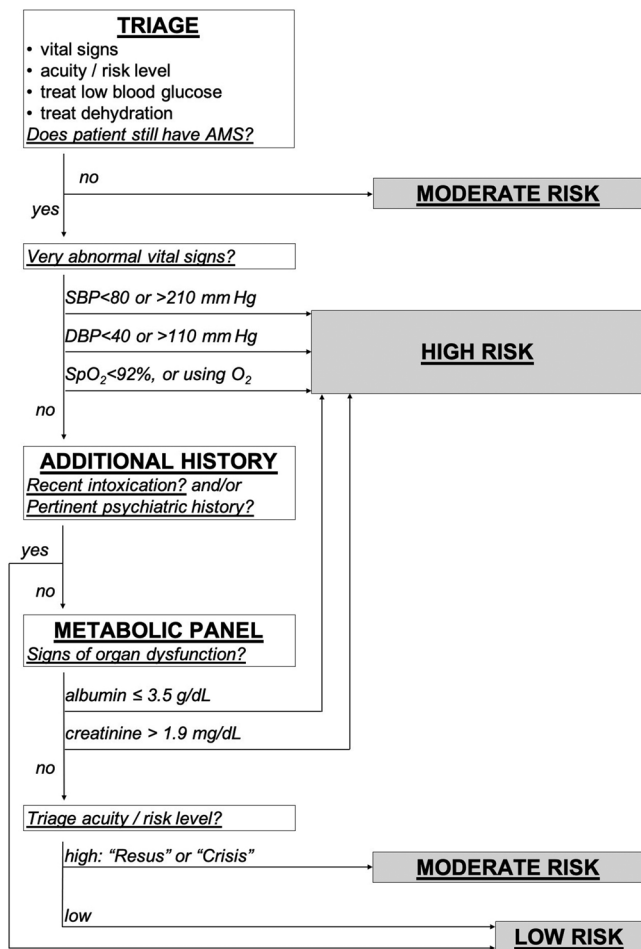 TRIAGE
• vital signs
• acuity / risk level
• treat low blood glucose
• treat dehydration
Does patient still have AMS?
no
MODERATE RISK
yes
Very abnormal vital signs?
SBP<80 or >210 mm Hg
DBP<40 or >110 mm Hg
HIGH RISK
SpO₂<92%, or using O₂
no
ADDITIONAL HISTORY
Recent intoxication? and/or
Pertinent psychiatric history?
yes
no
METABOLIC PANEL
Signs of organ dysfunction?
albumin ≤ 3.5 g/dL
creatinine > 1.9 mg/dL
no
Triage acuity / risk level?
high: “Resus” or “Crisis”
MODERATE RISK
low
LOW RISK